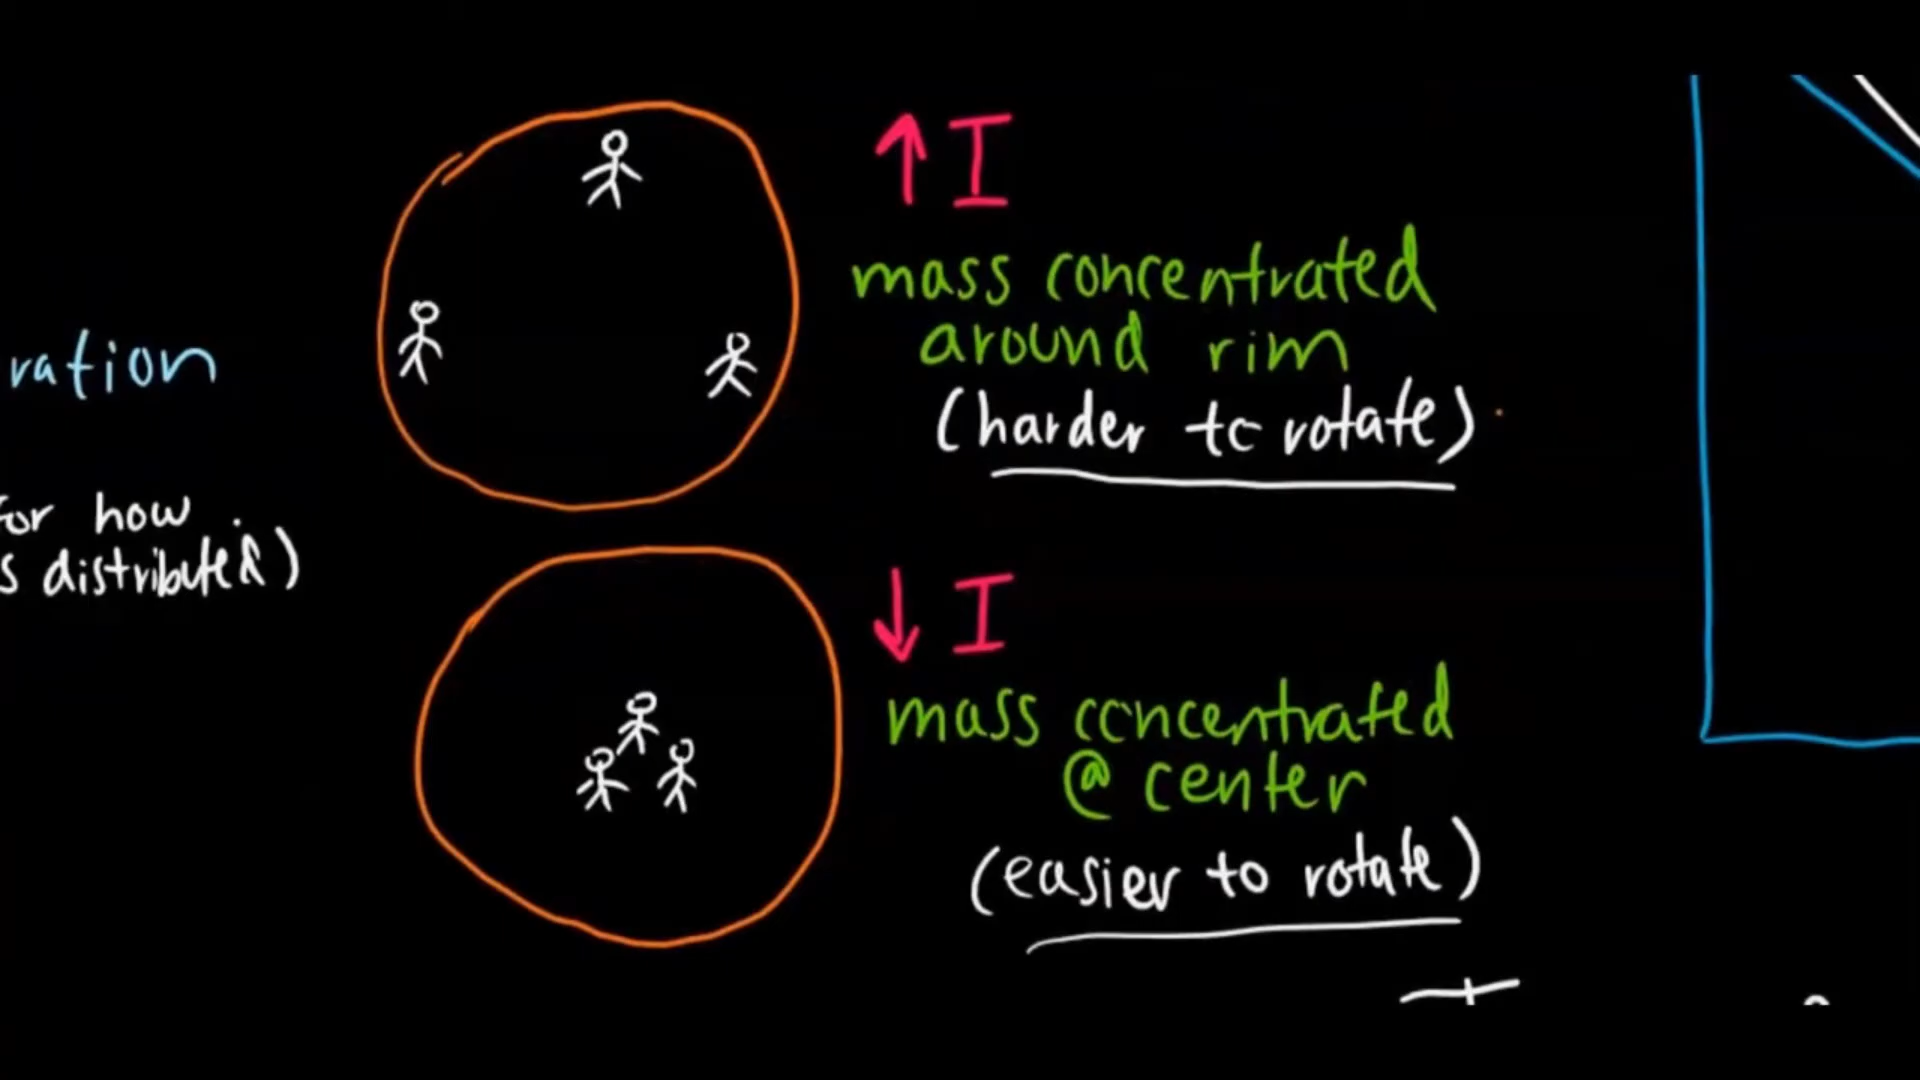 ration
for how
s distributed)
↑ I
mass concentrated
around rim
(harder to rotate)
↓ I
mass concentrated
@ center
(easier to rotate)